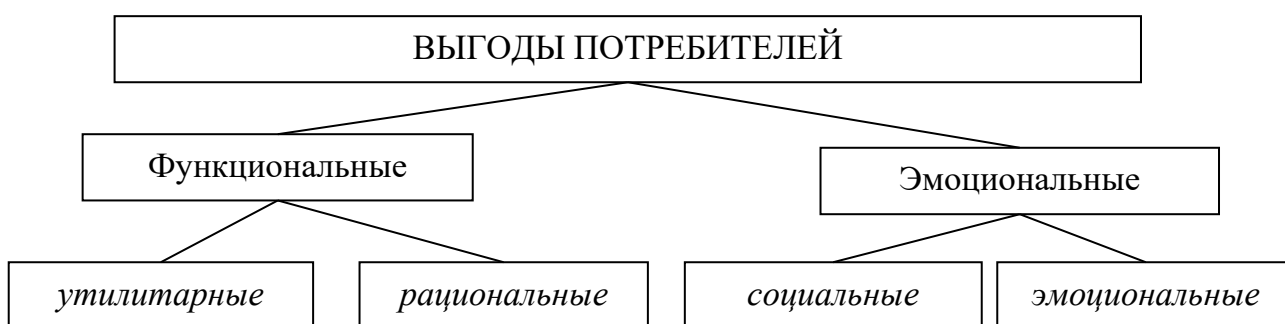 ВЫГОДЫ ПОТРЕБИТЕЛЕЙ
Функциональные
Эмоциональные
утилитарные
рациональные
социальные
эмоциональные